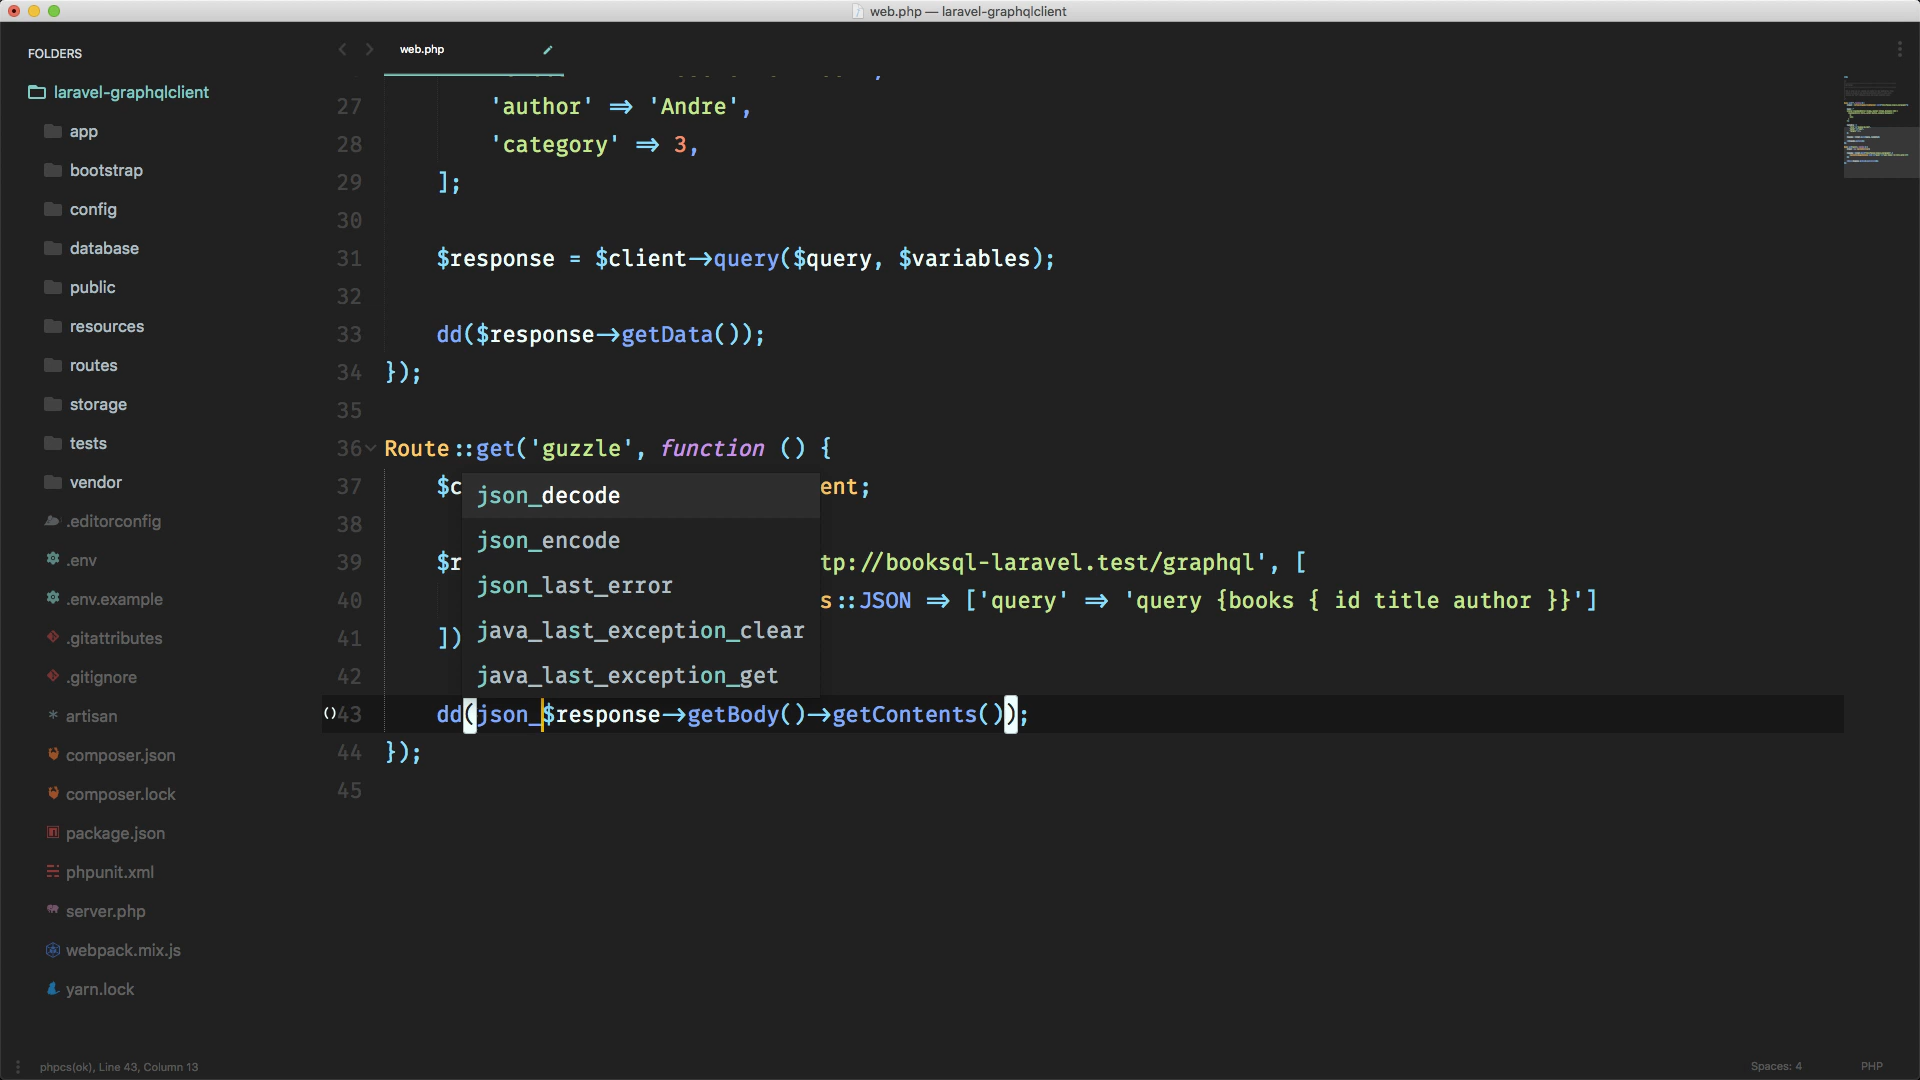 web.php — laravel-graphqlclient
FOLDERS
laravel-graphqlclient
app
bootstrap
config
database
public
resources
routes
storage
tests
vendor
.editorconfig
.env
.env.example
.gitattributes
.gitignore
artisan
composer.json
composer.lock
package.json
phpunit.xml
server.php
webpack.mix.js
yarn.lock
web.php
27 'author' => 'Andre',
28 'category' => 3,
29 ];
30
31 $response = $client->query($query, $variables);
32
33 dd($response->getData());
34 });
35
36 Route::get('guzzle', function () {
37 $c ent;
38
39 $r tp://booksql-laravel.test/graphql', [
40 s::JSON => ['query' => 'query {books { id title author }}']
41 ])
42
json_decode
json_encode
json_last_error
java_last_exception_clear
java_last_exception_get
()43 dd(json_$response->getBody()->getContents());
44 });
45
phpcs(ok), Line 43, Column 13
Spaces: 4
PHP